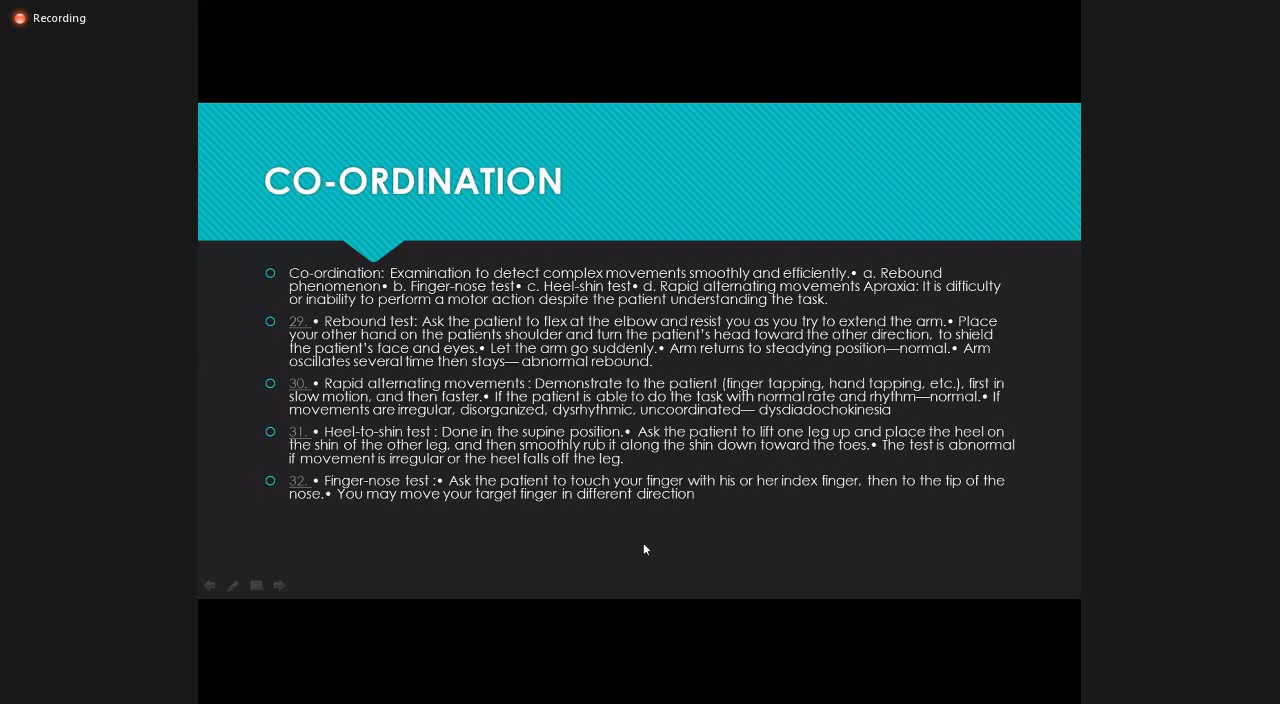 Recording
CO-ORDINATION
Co-ordination: Examination to detect complex movements smoothly and efficiently.• a. Rebound
phenomenon• b. Finger-nose test• c. Heel-shin test• d. Rapid alternating movements Apraxia: It is difficulty
or inability to perform a motor action despite the patient understanding the task.
29. • Rebound test: Ask the patient to flex at the elbow and resist you as you try to extend the arm.• Place
your other hand on the patients shoulder and turn the patient's head toward the other direction, to shield
the patient's face and eyes.• Let the arm go suddenly.• Arm returns to steadying position—normal.• Arm
oscillates several time then stays— abnormal rebound.
30. • Rapid alternating movements : Demonstrate to the patient (finger tapping, hand tapping, etc.), first in
slow motion, and then faster.• If the patient is able to do the task with normal rate and rhythm—normal.• If
movements are irregular, disorganized, dysrhythmic, uncoordinated— dysdiadochokinesia
31. • Heel-to-shin test : Done in the supine position.• Ask the patient to lift one leg up and place the heel on
the shin of the other leg, and then smoothly rub it along the shin down toward the toes.• The test is abnormal
if movement is irregular or the heel falls off the leg.
32. • Finger-nose test :• Ask the patient to touch your finger with his or her index finger, then to the tip of the
nose.• You may move your target finger in different direction